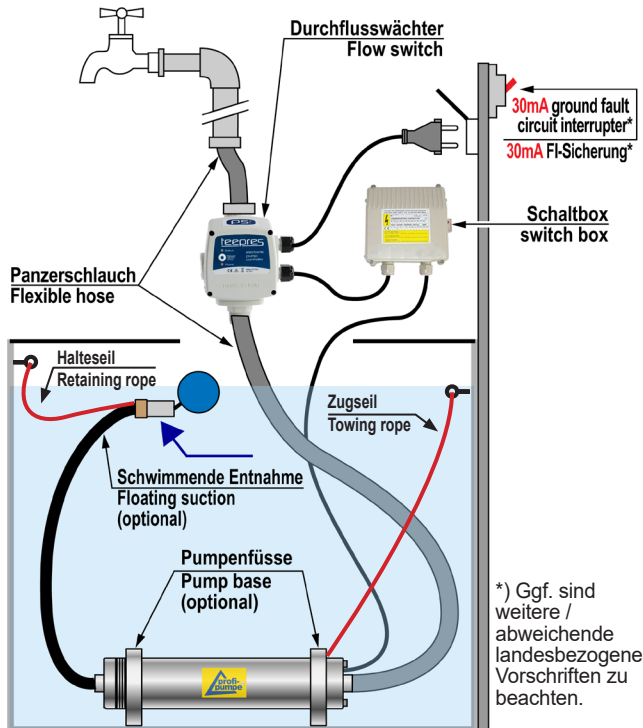 Durchflusswächter
Flow switch
30mA ground fault
circuit interrupter*
30mA FI-Sicherung*
Schaltbox
switch box
PS
teepres
Panzerschlauch
Flexible hose
Halteseil
Retaining rope
Zugseil
Towing rope
Schwimmende Entnahme
Floating suction
(optional)
Pumpenfüsse
Pump base
(optional)
profi-
pumpe
*) Ggf. sind
weitere /
abweichende
landesbezogene
Vorschriften zu
beachten.